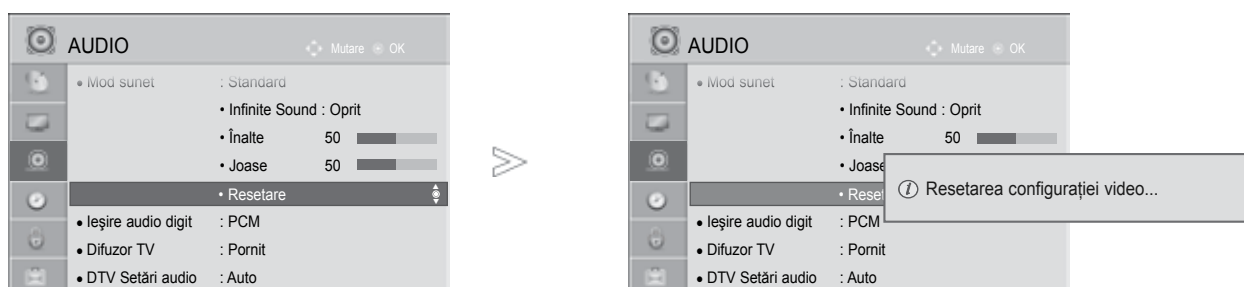 AUDIO Mutare OK
• Mod sunet : Standard
• Infinite Sound : Oprit
• Înalte 50
• Joase 50
• Resetare
• Ieşire audio digit : PCM
• Difuzor TV : Pornit
• DTV Setări audio : Auto
AUDIO Mutare OK
• Mod sunet : Standard
• Infinite Sound : Oprit
• Înalte 50
• Joase
• Reset
i Resetarea configurației video...
• Ieşire audio digit : PCM
• Difuzor TV : Pornit
• DTV Setări audio : Auto